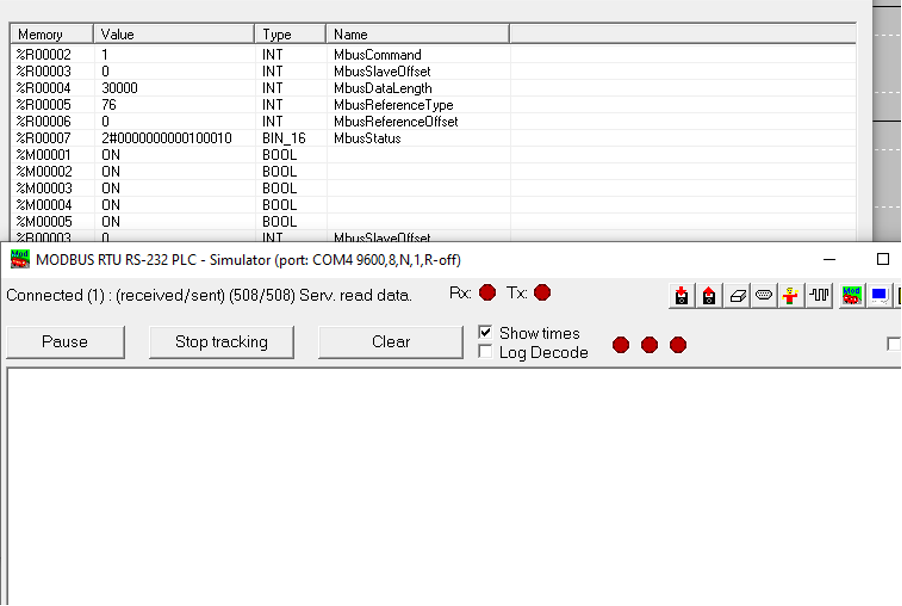 Memory Value Type Name
%R00002 1 INT MbusCommand
%R00003 0 INT MbusSlaveOffset
%R00004 30000 INT MbusDataLength
%R00005 76 INT MbusReferenceType
%R00006 0 INT MbusReferenceOffset
%R00007 2#0000000000100010 BIN_16 MbusStatus
%M00001 ON BOOL
%M00002 ON BOOL
%M00003 ON BOOL
%M00004 ON BOOL
%M00005 ON BOOL
%R00003 0 INT MbusSlaveOffset
MODBUS RTU RS-232 PLC - Simulator (port: COM4 9600,8,N,1,R-off)
Connected (1) : (received/sent) (508/508) Serv. read data. Rx: Tx:
Pause Stop tracking Clear Show times
Log Decode